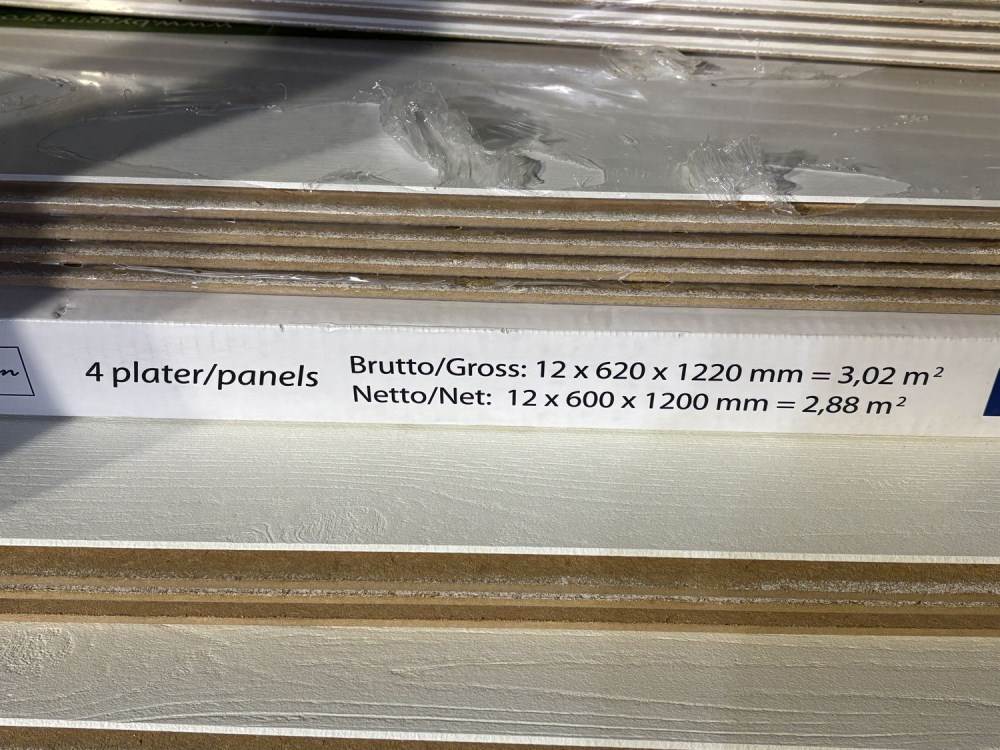 4 plater/panels
Brutto/Gross: 12 x 620 x 1220 mm = 3,02 m²
Netto/Net: 12 x 600 x 1200 mm = 2,88 m²